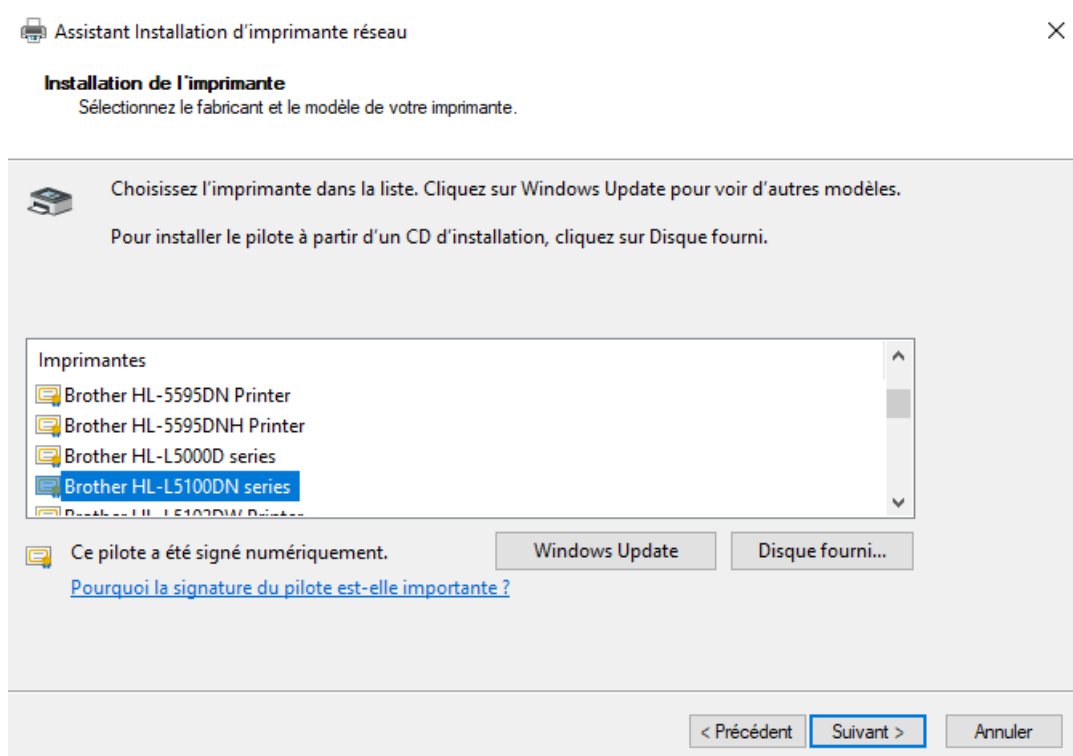 Assistant Installation d'imprimante réseau
Installation de l'imprimante
Sélectionnez le fabricant et le modèle de votre imprimante.
Choisissez l'imprimante dans la liste. Cliquez sur Windows Update pour voir d'autres modèles.
Pour installer le pilote à partir d'un CD d'installation, cliquez sur Disque fourni.
Imprimantes
Brother HL-5595DN Printer
Brother HL-5595DNH Printer
Brother HL-L5000D series
Brother HL-L5100DN series
Brother HL-L5102DW Printer
Ce pilote a été signé numériquement.
Windows Update
Disque fourni...
Pourquoi la signature du pilote est-elle importante ?
< Précédent
Suivant >
Annuler